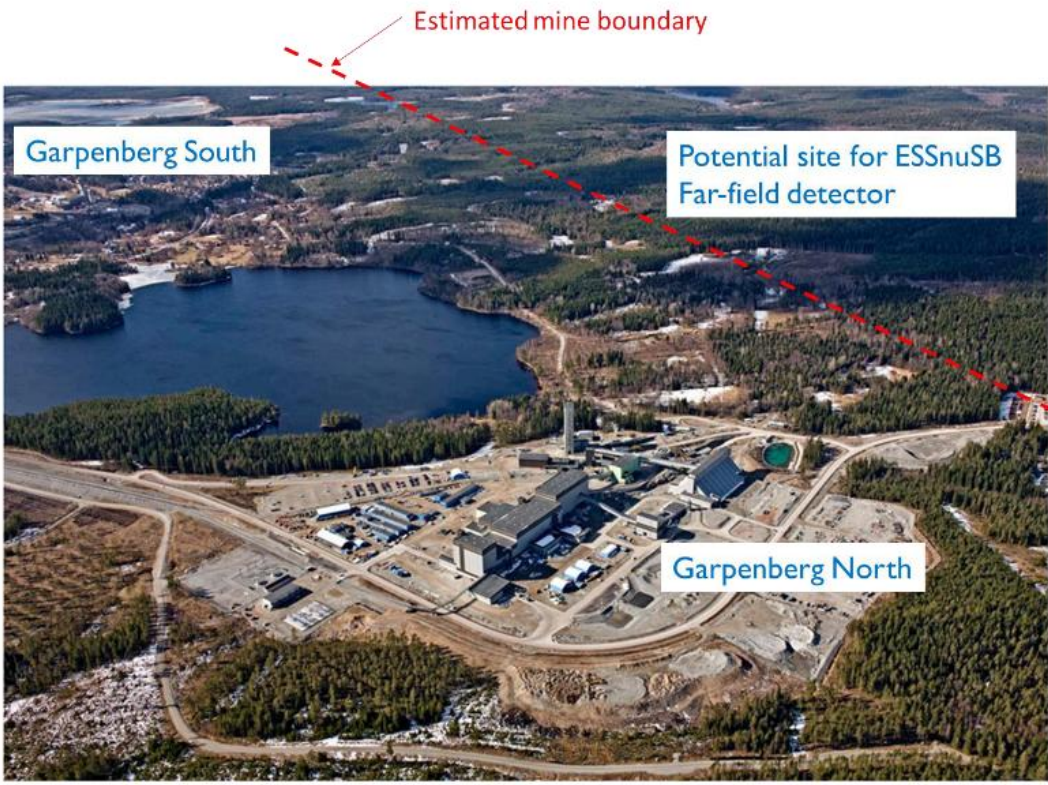 Estimated mine boundary
Garpenberg South
Potential site for ESSnuSB
Far-field detector
Garpenberg North